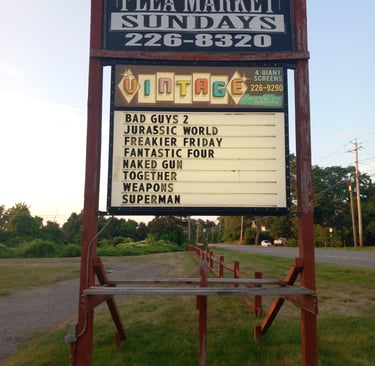 FLEA MARKET
SUNDAYS
226-8320
VINTAGE
4 GIANT
SCREENS
226-9290
BAD GUYS 2
JURASSIC WORLD
FREAKIER FRIDAY
FANTASTIC FOUR
NAKED GUN
TOGETHER
WEAPONS
SUPERMAN